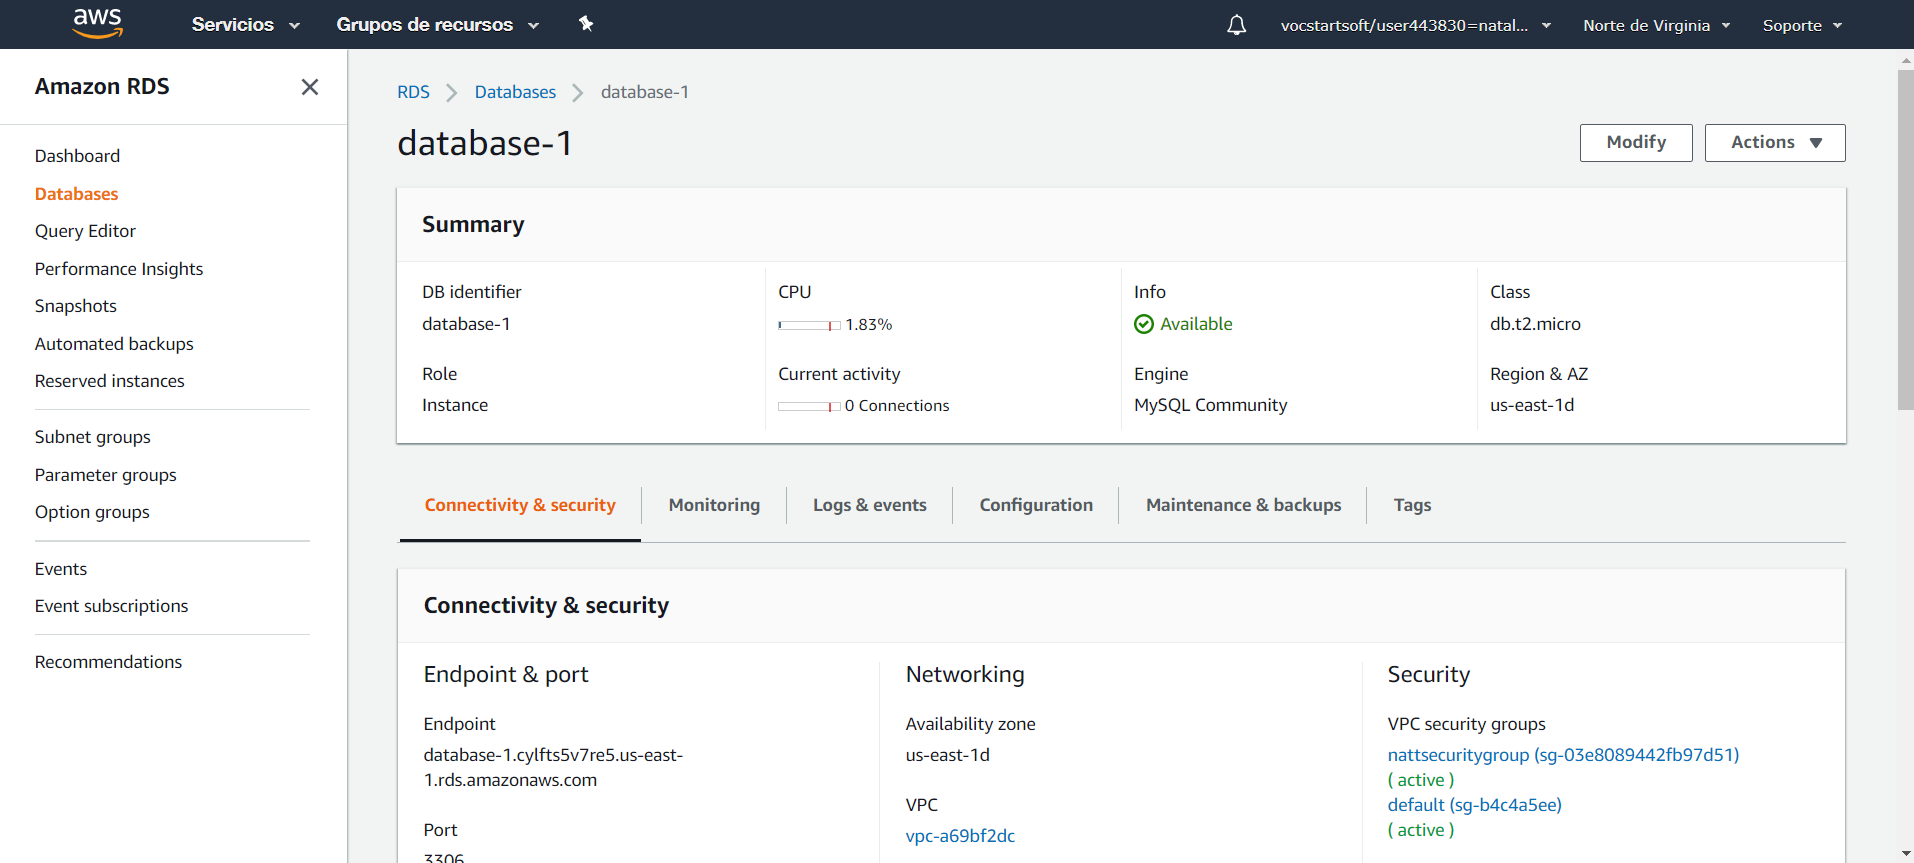 aws
Servicios
Grupos de recursos
vocstartsoft/user443830=natal...
Norte de Virginia
Soporte
Amazon RDS
Dashboard
Databases
Query Editor
Performance Insights
Snapshots
Automated backups
Reserved instances
Subnet groups
Parameter groups
Option groups
Events
Event subscriptions
Recommendations
RDS
Databases
database-1
database-1
Modify
Actions
Summary
DB identifier
database-1
CPU
1.83%
Info
Available
Class
db.t2.micro
Role
Instance
Current activity
0 Connections
Engine
MySQL Community
Region & AZ
us-east-1d
Connectivity & security
Monitoring
Logs & events
Configuration
Maintenance & backups
Tags
Connectivity & security
Endpoint & port
Endpoint
database-1.cylfts5v7re5.us-east-
1.rds.amazonaws.com
Port
3306
Networking
Availability zone
us-east-1d
VPC
vpc-a69bf2dc
Security
VPC security groups
nattsecuritygroup (sg-03e8089442fb97d51)
( active )
default (sg-b4c4a5ee)
( active )